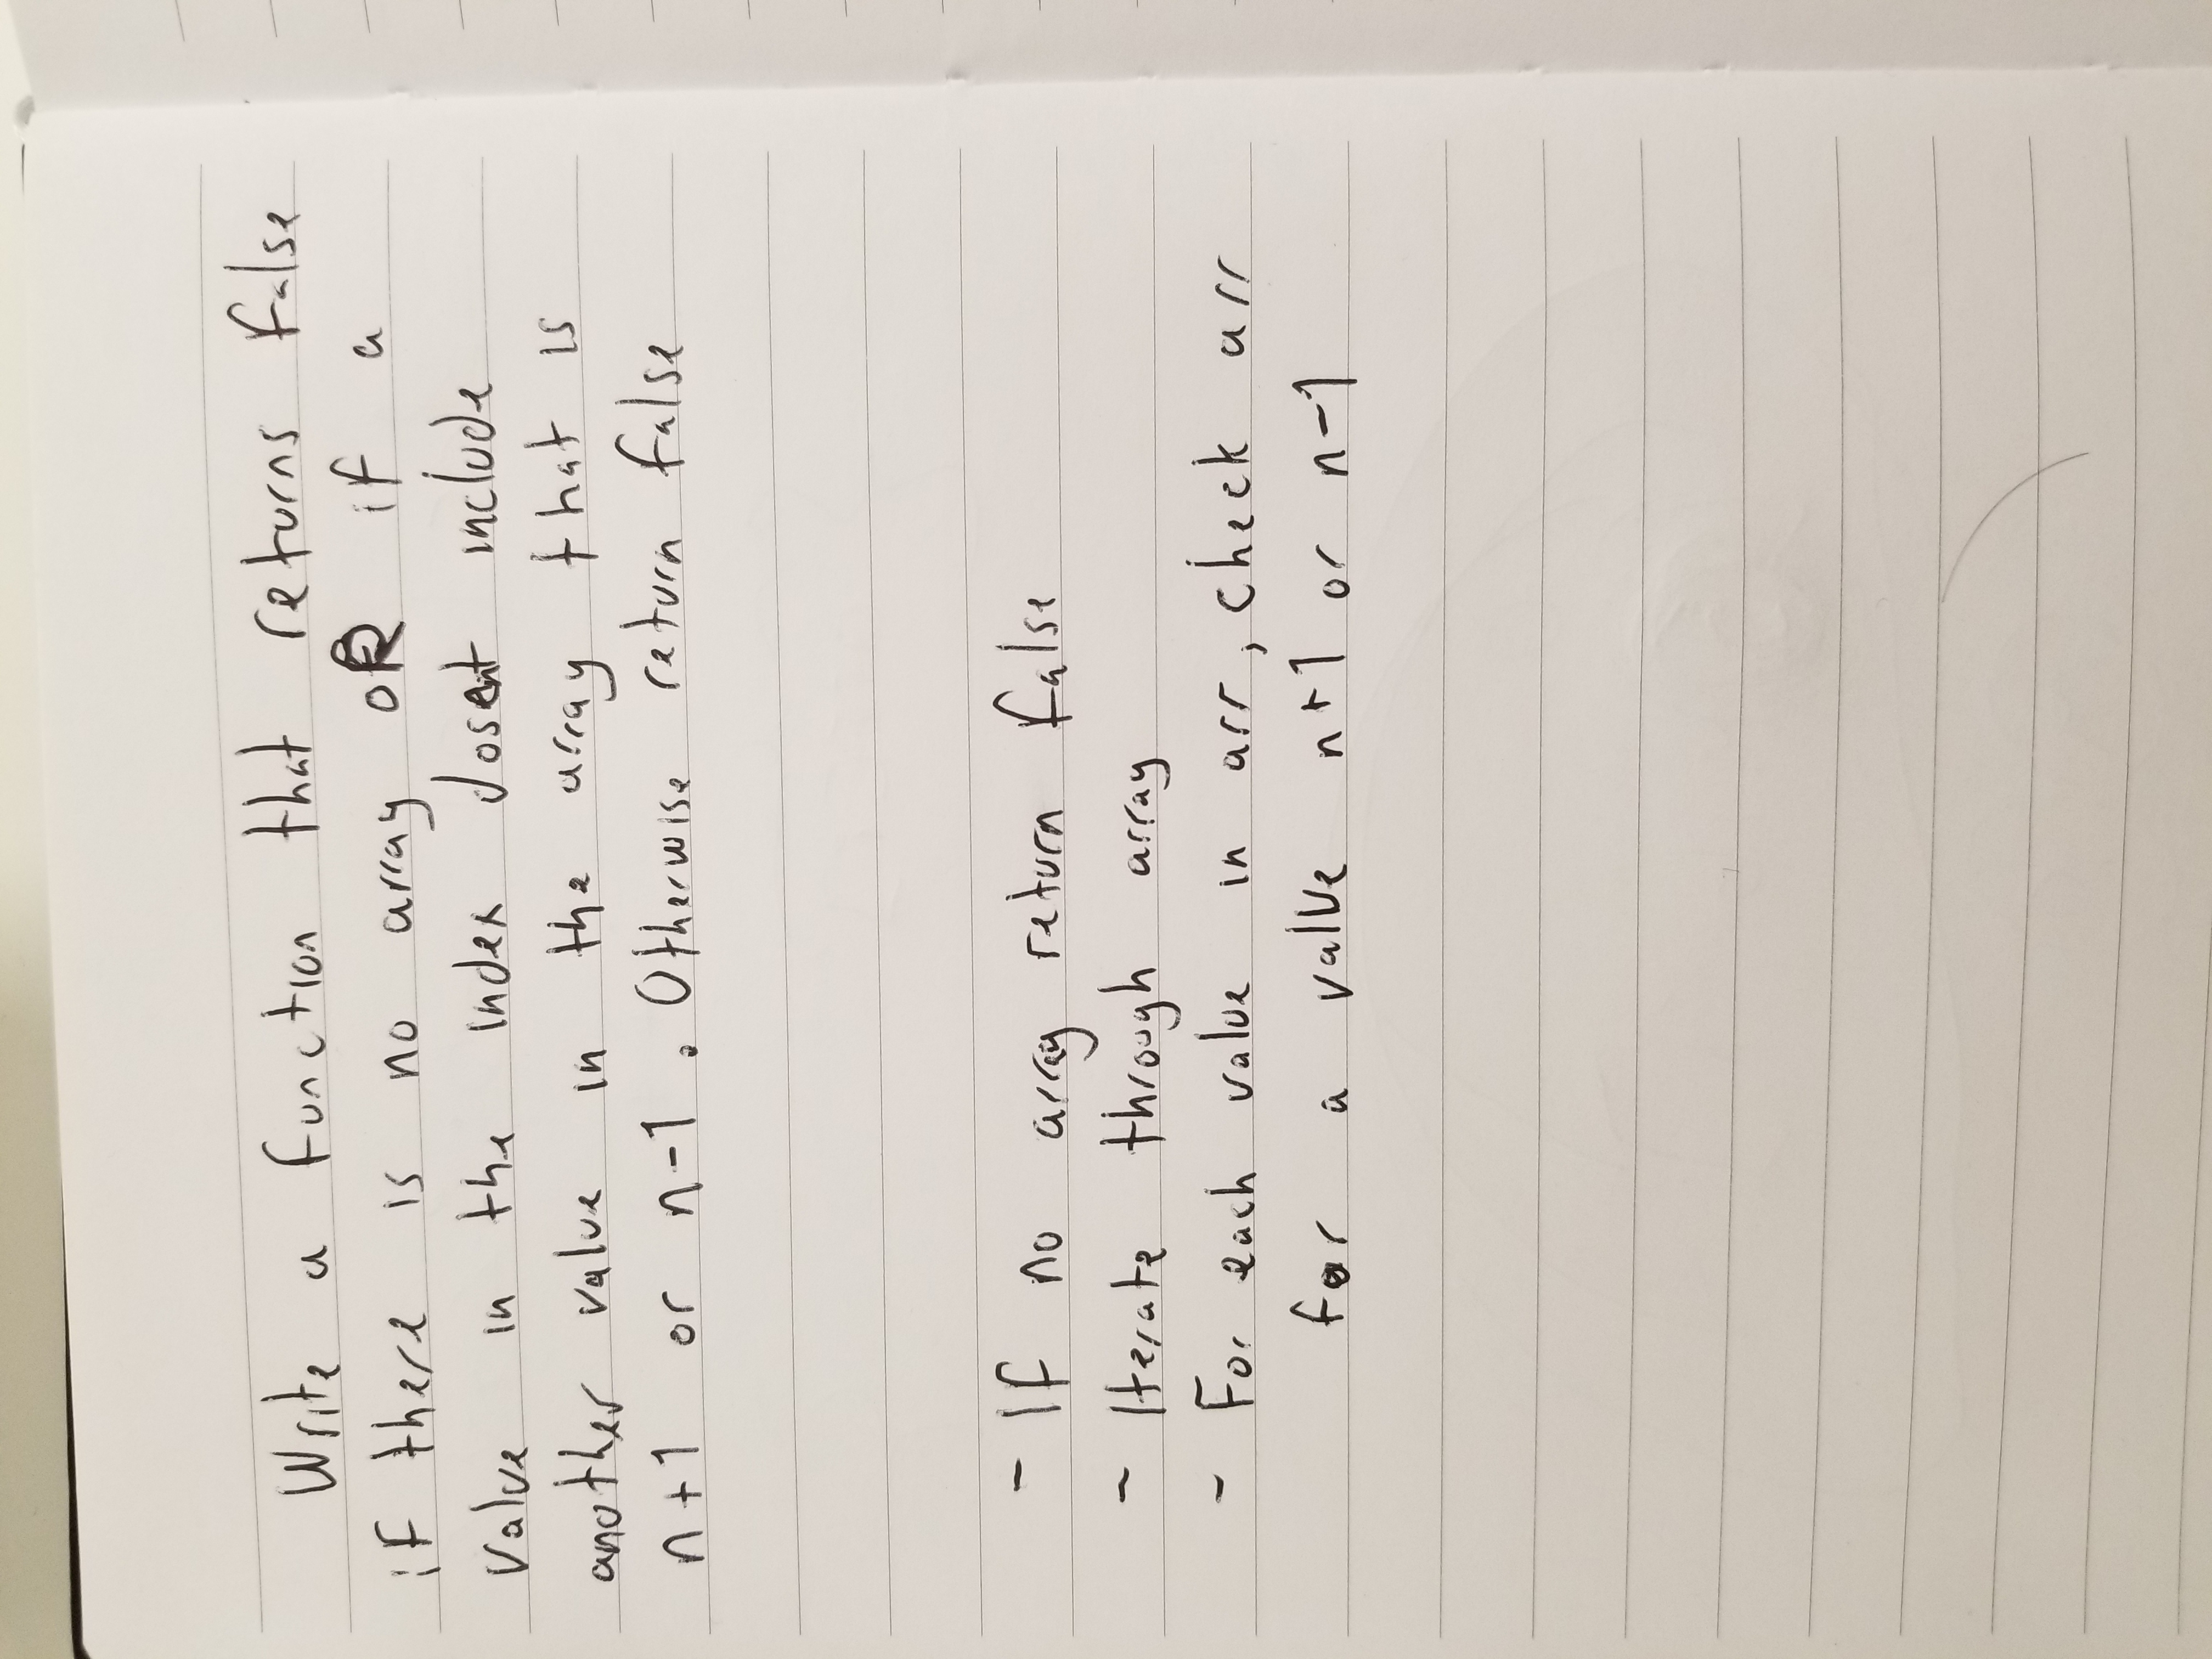 Write a function that returns false
if there is no array oR if a
value in the index dosent include
another value in the array that is
n+1 or n-1. Otherwise return false
- If no array return false
- Iterate through array
- For each value in arr, check arr
for a value n+1 or n-1